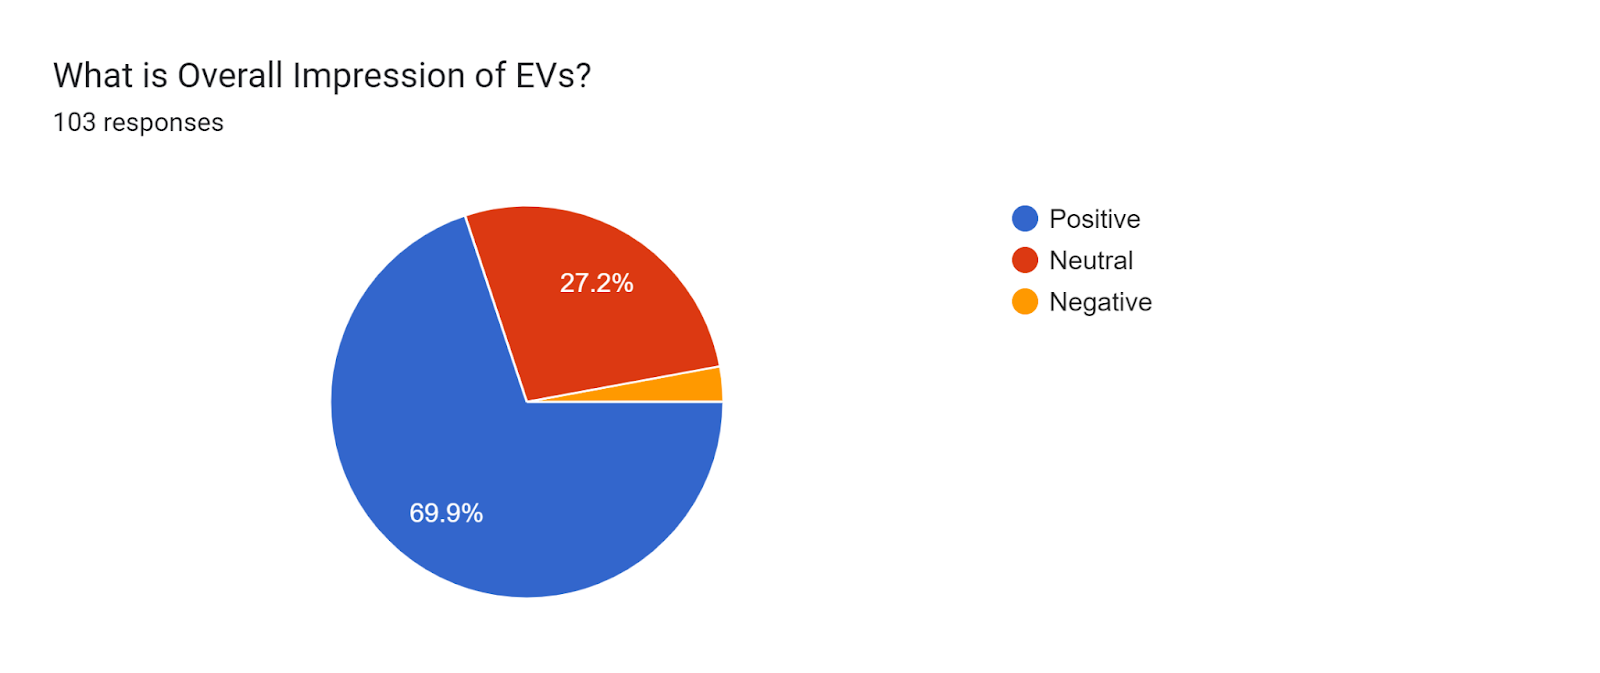 What is Overall Impression of EVs?
103 responses
Positive
Neutral
Negative
27.2%
69.9%